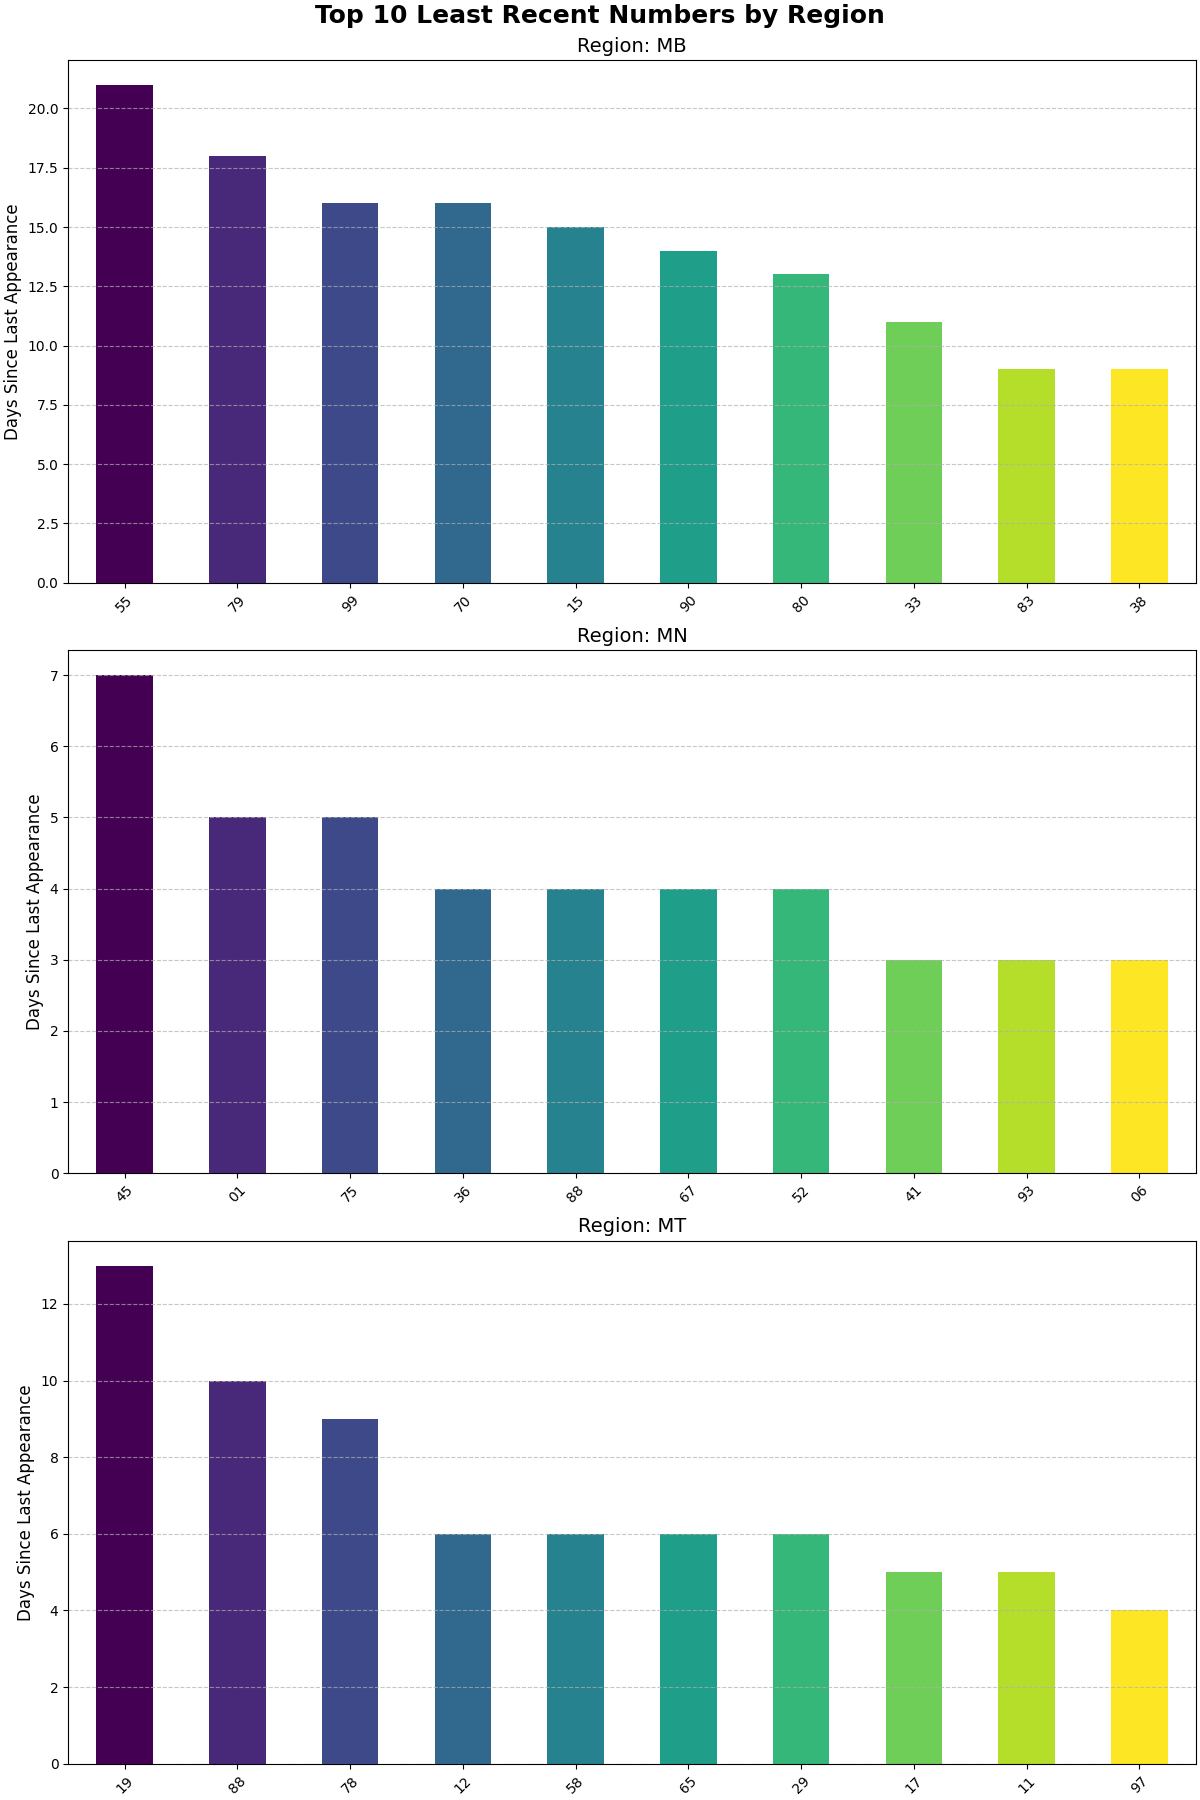 Top 10 Least Recent Numbers by Region
Region: MB
Days Since Last Appearance
20.0
17.5
15.0
12.5
10.0
7.5
5.0
2.5
0.0
55 79 99 70 15 90 80 33 83 38
Region: MN
Days Since Last Appearance
7
6
5
4
3
2
1
0
45 01 75 36 88 67 52 41 93 06
Region: MT
Days Since Last Appearance
12
10
8
6
4
2
0
19 88 78 12 58 65 29 17 11 97